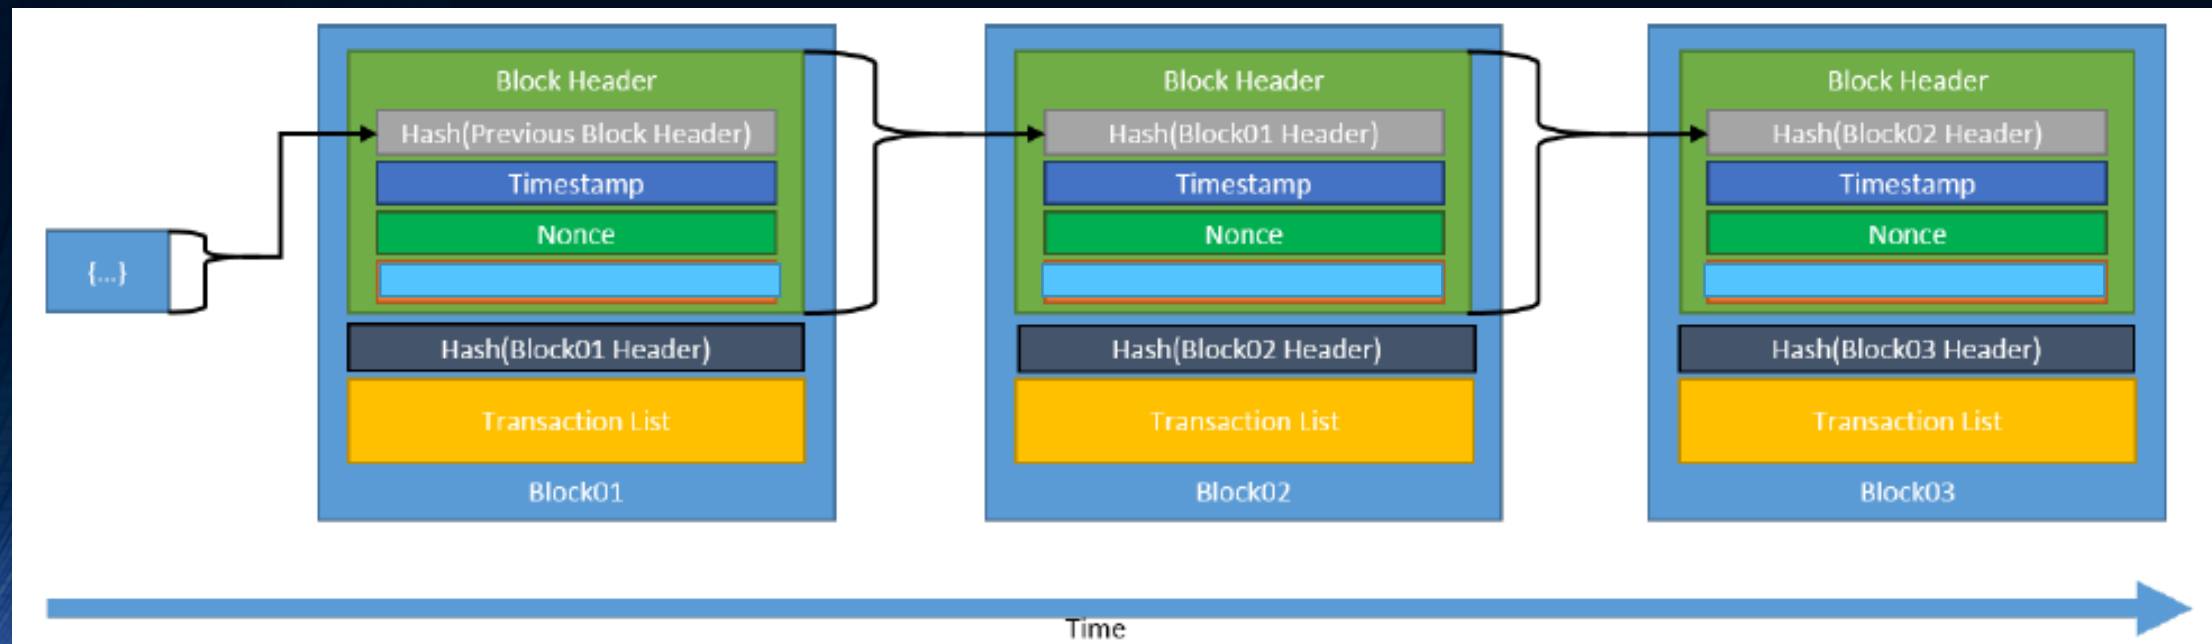 {...}
Block Header
Hash(Previous Block Header)
Timestamp
Nonce
Hash(Block01 Header)
Transaction List
Block01
Block Header
Hash(Block01 Header)
Timestamp
Nonce
Hash(Block02 Header)
Transaction List
Block02
Block Header
Hash(Block02 Header)
Timestamp
Nonce
Hash(Block03 Header)
Transaction List
Block03
Time